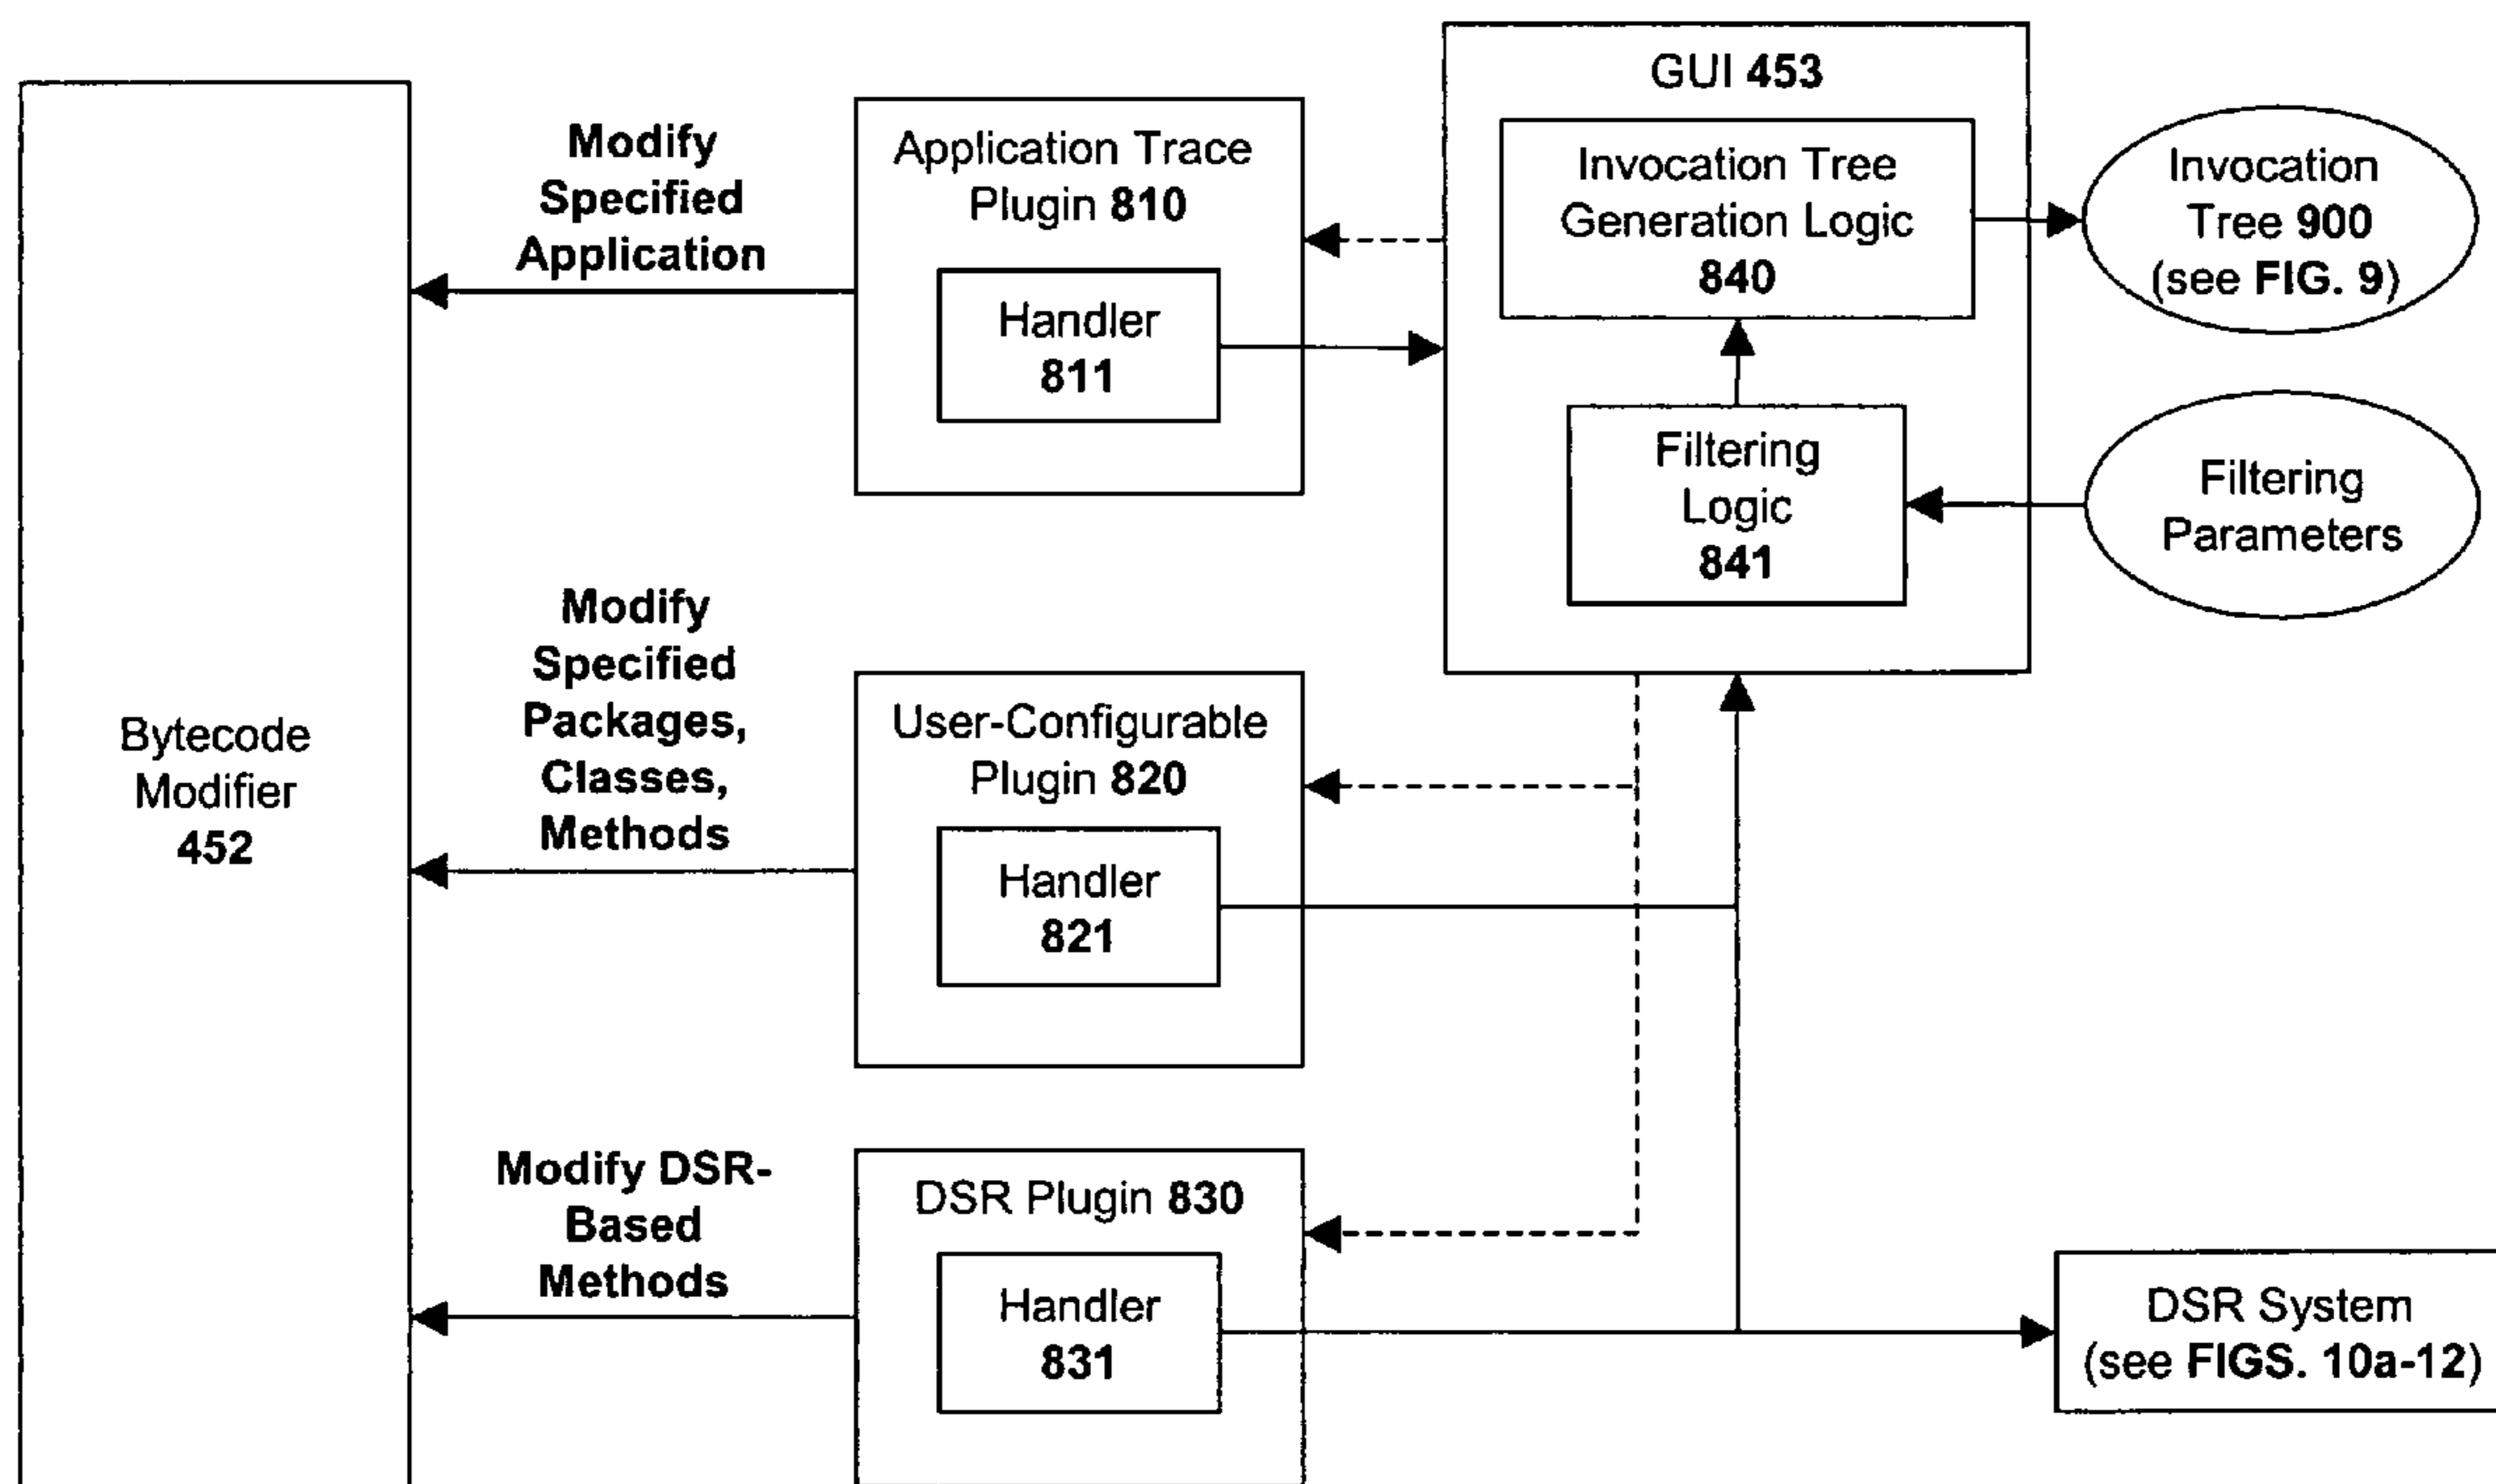 Bytecode
Modifier
452
Modify
Specified
Application
Application Trace
Plugin 810
Handler
811
GUI 453
Invocation Tree
Generation Logic
840
Filtering
Logic
841
Invocation
Tree 900
(see FIG. 9)
Filtering
Parameters
Modify
Specified
Packages,
Classes,
Methods
User-Configurable
Plugin 820
Handler
821
Modify DSR-
Based
Methods
DSR Plugin 830
Handler
831
DSR System
(see FIGS. 10a-12)